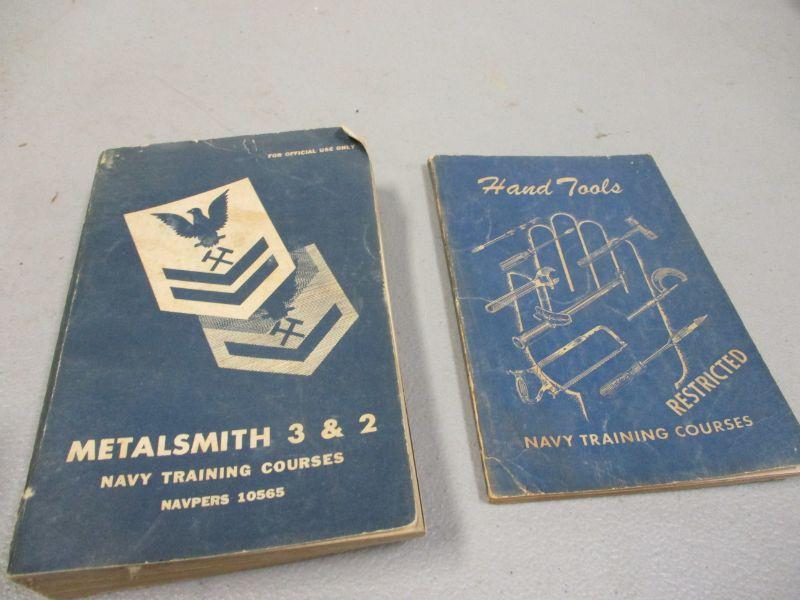 FOR OFFICIAL USE ONLY
METALSMITH 3 & 2
NAVY TRAINING COURSES
NAVPERS 10565
Hand Tools
RESTRICTED
NAVY TRAINING COURSES